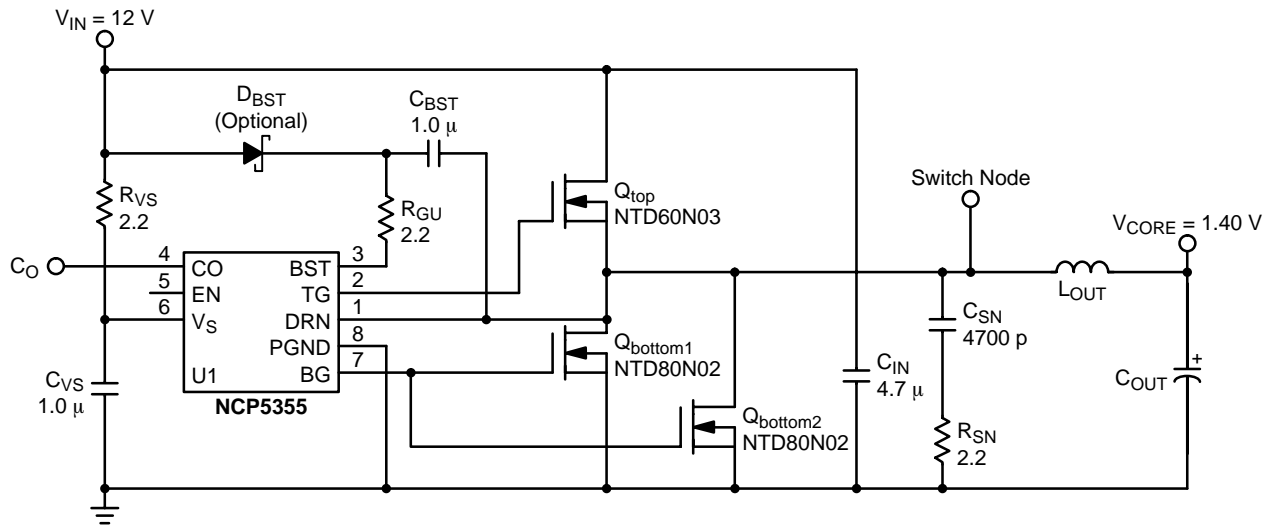 V_IN = 12 V
D_BST
(Optional)
C_BST
1.0 μ
R_VS
2.2
R_GU
2.2
Q_top
NTD60N03
Switch Node
V_CORE = 1.40 V
C_O
4
CO
BST
3
5
EN
TG
2
6
V_S
DRN
1
PGND
8
BG
7
U1
NCP5355
C_VS
1.0 μ
Q_bottom1
NTD80N02
Q_bottom2
NTD80N02
C_IN
4.7 μ
L_OUT
C_SN
4700 p
R_SN
2.2
C_OUT
+